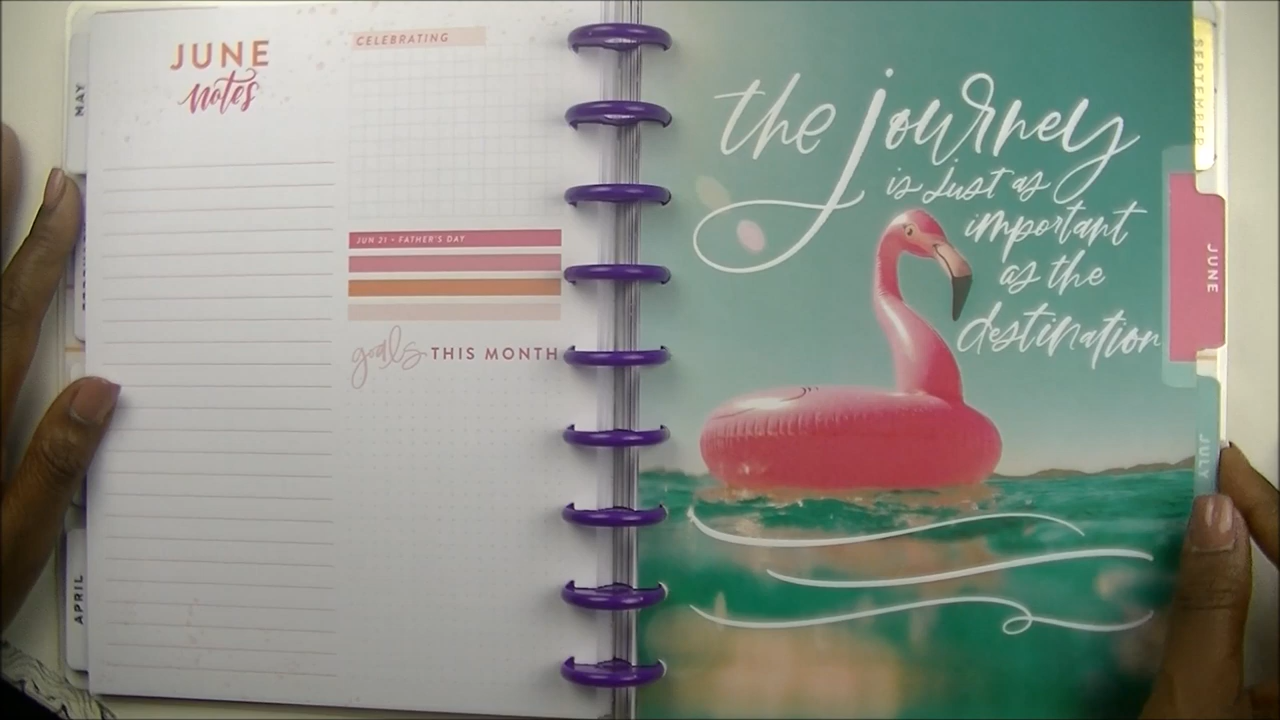 MAY
APRIL
JUNE
notes
CELEBRATING
JUN 21 • FATHER'S DAY
goals THIS MONTH
the journey
is just as
important
as the
destination
SEPTEMBER
JUNE
JULY